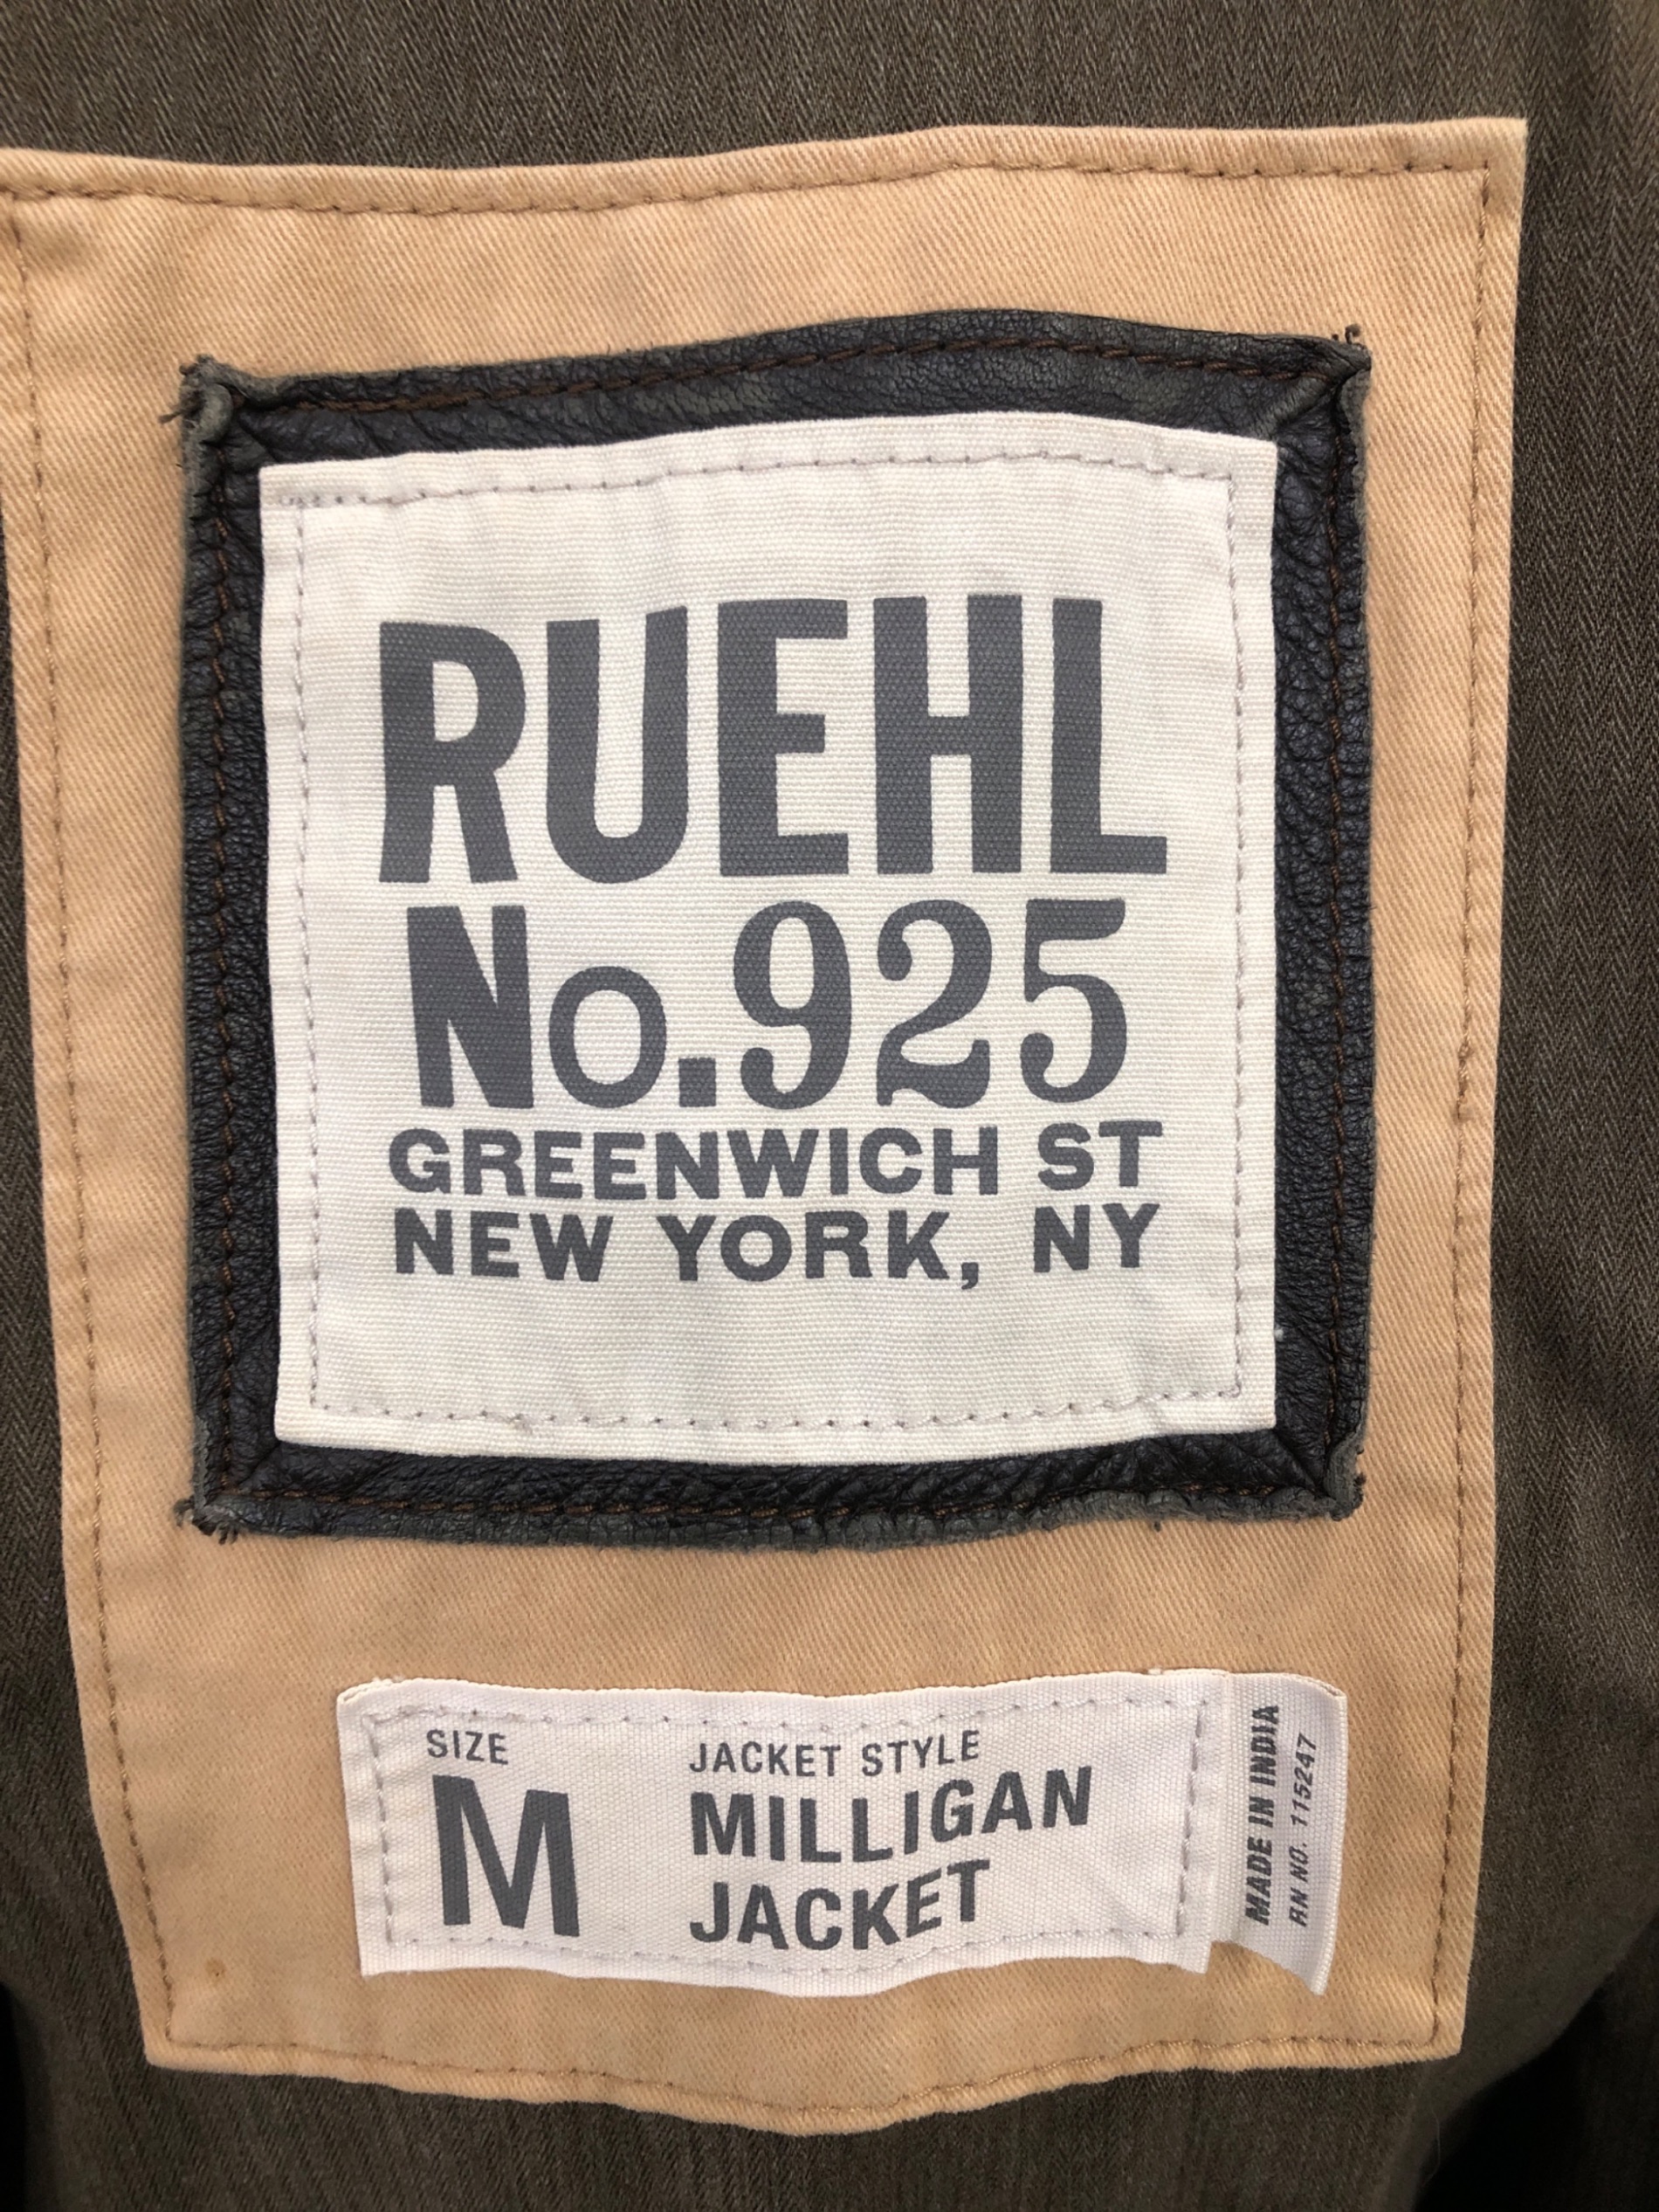 RUEHL
No.925
GREENWICH ST
NEW YORK, NY
SIZE
M
JACKET STYLE
MILLIGAN
JACKET
MADE IN INDIA
RN NO. 115247